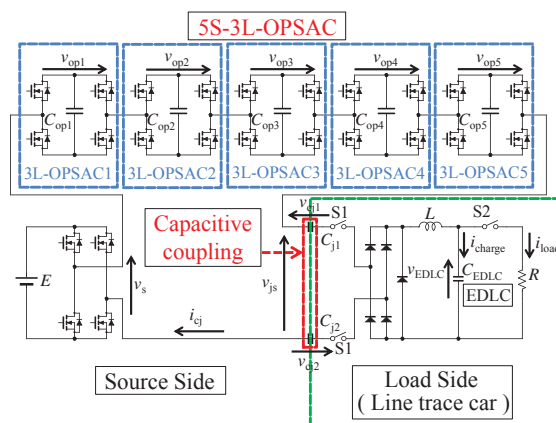 5S-3L-OPSAC
vop1 vop2 vop3 vop4 vop5
Cop1 Cop2 Cop3 Cop4 Cop5
3L-OPSAC1 3L-OPSAC2 3L-OPSAC3 3L-OPSAC4 3L-OPSAC5
vcj1 S1 L S2
Capacitive
coupling
Cj1 icharge iload
E vs vjs vEDLC CEDLC R
EDLC
icj Cj2 S1
vcj2
Source Side Load Side
( Line trace car )